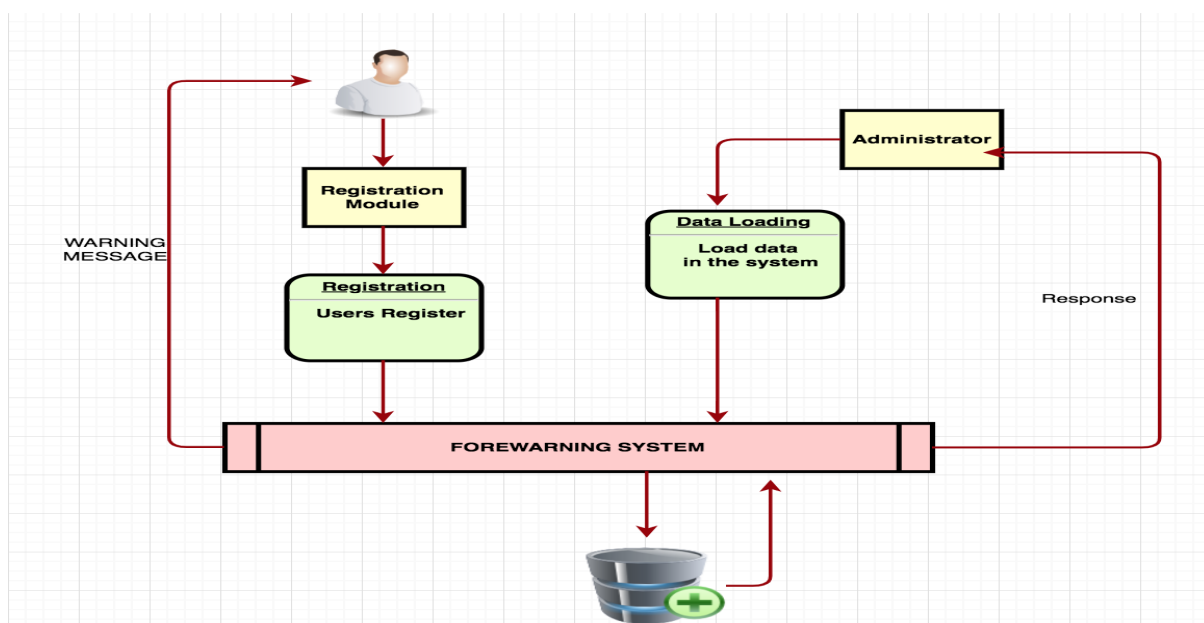 Registration
Module
Registration
Users Register
WARNING
MESSAGE
Administrator
Data Loading
Load data
in the system
Response
FOREWARNING SYSTEM